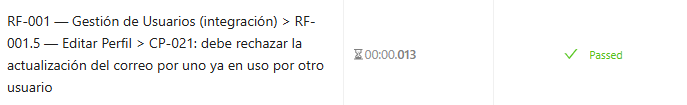 RF-001 — Gestión de Usuarios (integración) > RF-
001.5 — Editar Perfil > CP-021: debe rechazar la
actualización del correo por uno ya en uso por otro
usuario
00:00.013
Passed